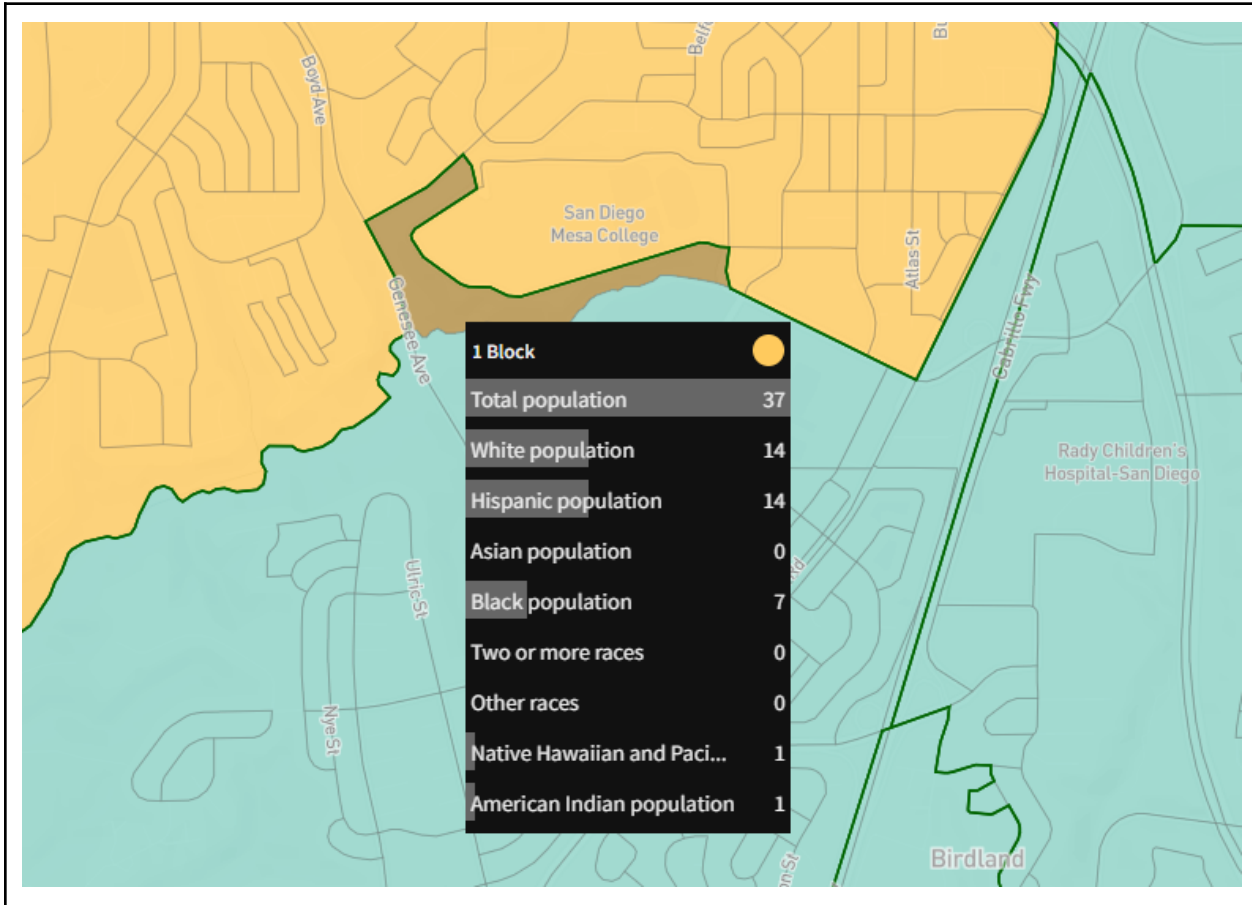 Boyd Ave
San Diego
Mesa College
Atlas St
Genesee Ave
Cabrillo Fwy
1 Block
Total population 37
White population 14
Hispanic population 14
Asian population 0
Black population 7
Two or more races 0
Other races 0
Native Hawaiian and Paci... 1
American Indian population 1
Rady Children's
Hospital-San Diego
Ulric St
Nye St
Birdland